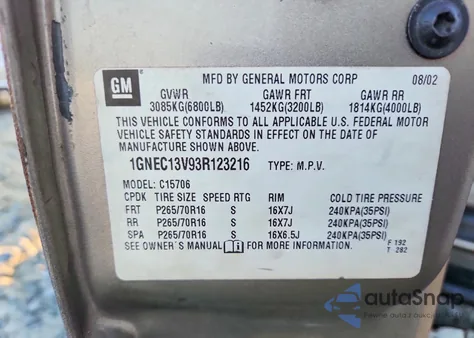 GM
MFD BY GENERAL MOTORS CORP 08/02
GVWR GAWR FRT GAWR RR
3085KG(6800LB) 1452KG(3200LB) 1814KG(4000LB)
THIS VEHICLE CONFORMS TO ALL APPLICABLE U.S. FEDERAL MOTOR
VEHICLE SAFETY STANDARDS IN EFFECT ON THE DATE OF
MANUFACTURE SHOWN ABOVE.
1GNEC13V93R123216 TYPE: M.P.V.
MODEL: C15706
CPDK TIRE SIZE SPEED RTG RIM COLD TIRE PRESSURE
FRT P265/70R16 S 16X7J 240KPA(35PSI)
RR P265/70R16 S 16X7J 240KPA(35PSI)
SPA P265/70R16 S 16X6.5J 240KPA(35PSI)
SEE OWNER'S MANUAL FOR MORE INFORMATION.
F 192
T 282
autoSnap